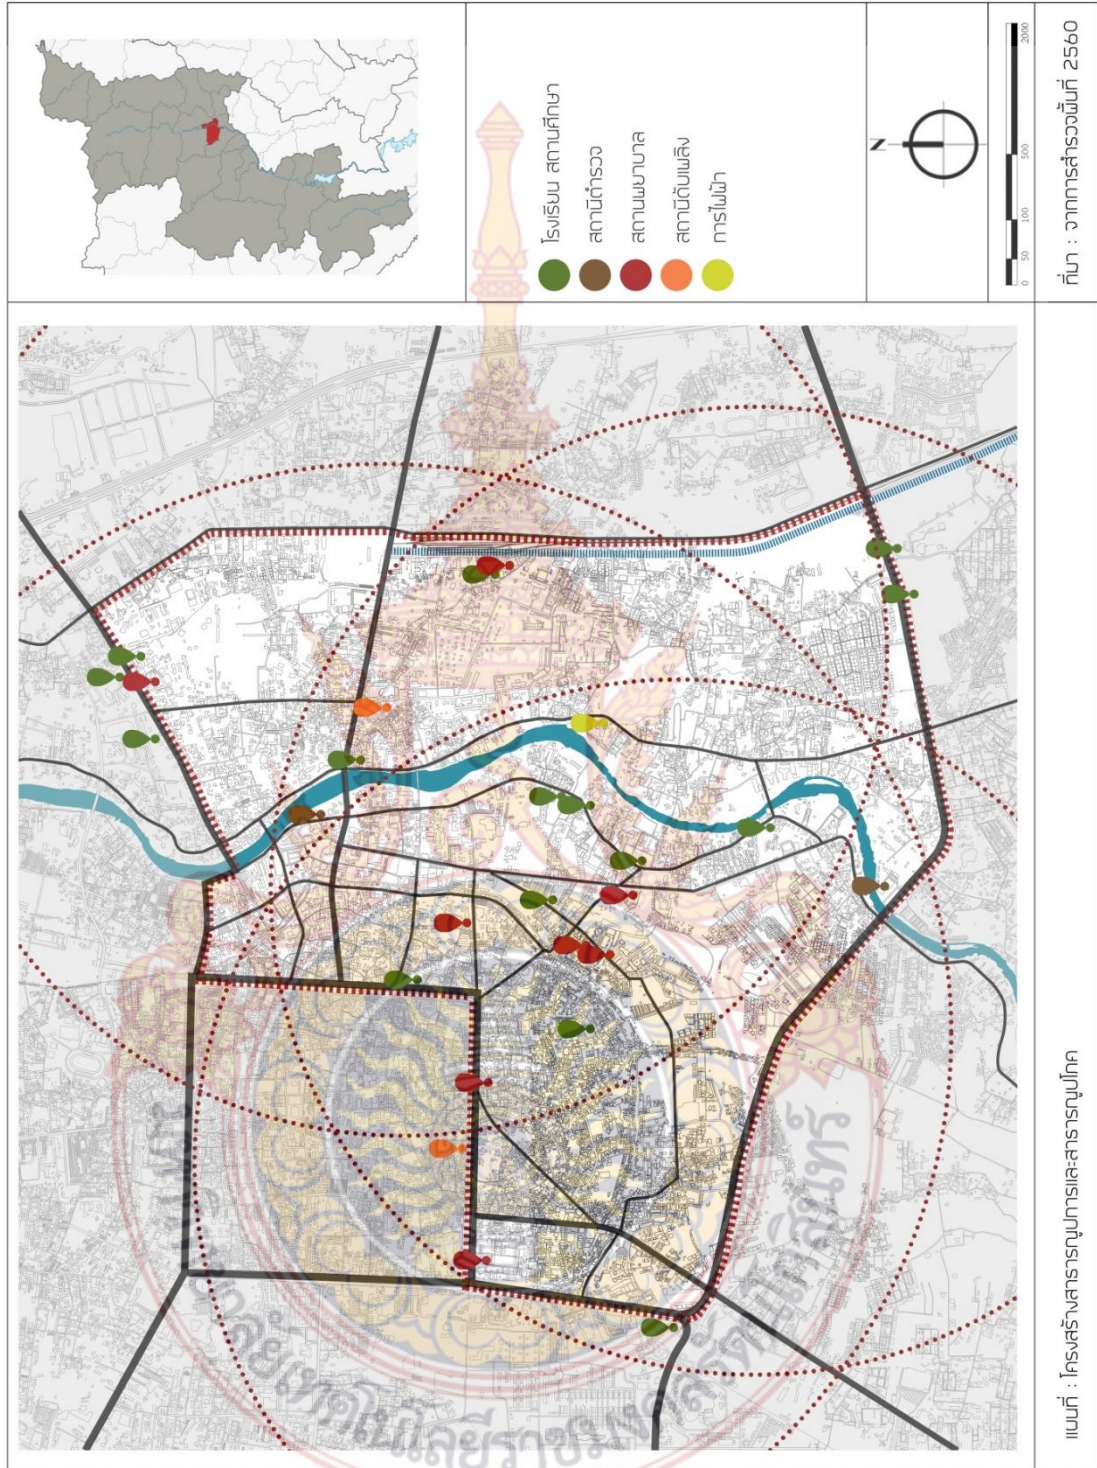 โรงเรียน สถานศึกษา
สถานีตำรวจ
สถานพยาบาล
สถานีดับเพลิง
การไฟฟ้า
N
0 50 100 500 2000
ที่มา : จากการสำรวจพื้นที่ 2560
แผนที่ : โครงสร้างสาธารณูปการและสาธารณูปโภค